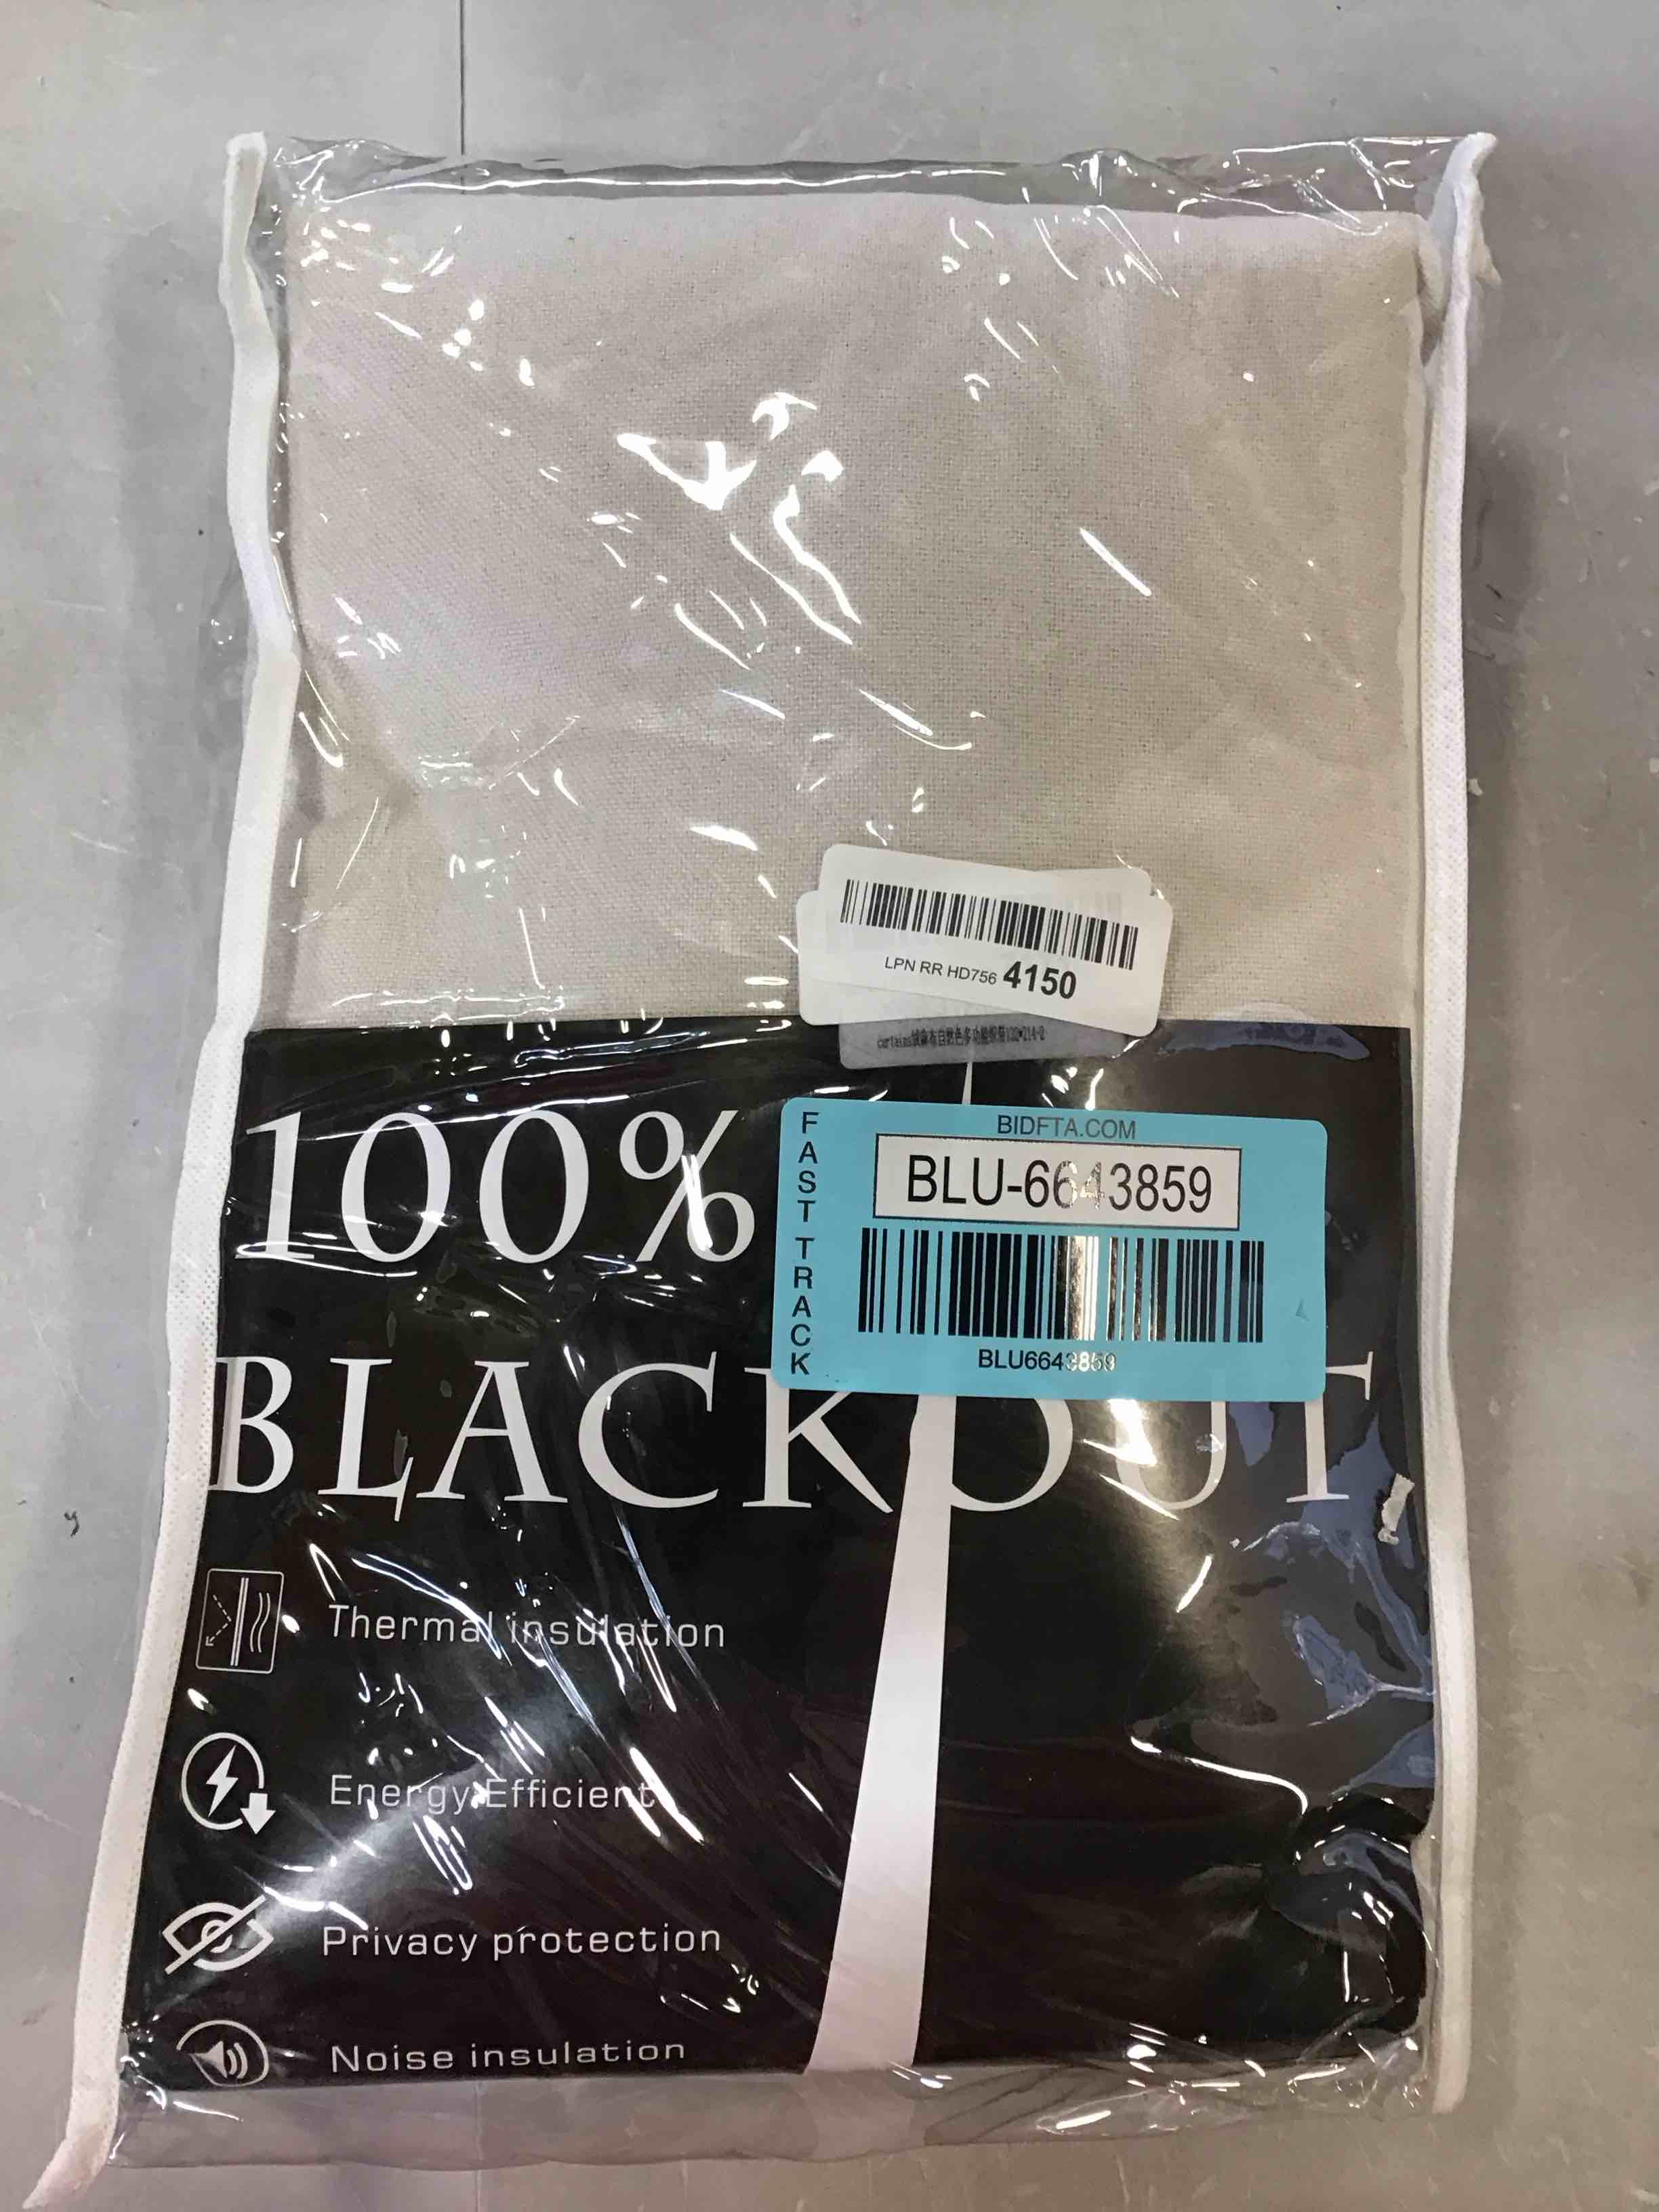 LPN RR HD756 4150
FAST TRACK
BIDFTA.COM
BLU-6643859
BLU6643859
100%
BLACKOUT
Thermal insulation
Energy Efficient
Privacy protection
Noise insulation